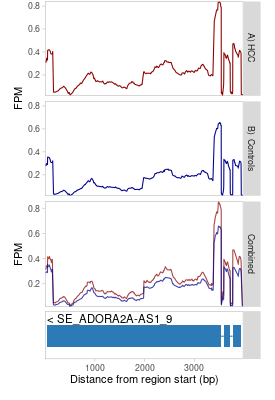 0.8
0.6
0.4
0.2
FPM
A) HCC
0.8
0.6
0.4
0.2
B) Controls
0.8
0.6
0.4
0.2
FPM
Combined
< SE_ADORA2A-AS1_9
1000 2000 3000
Distance from region start (bp)